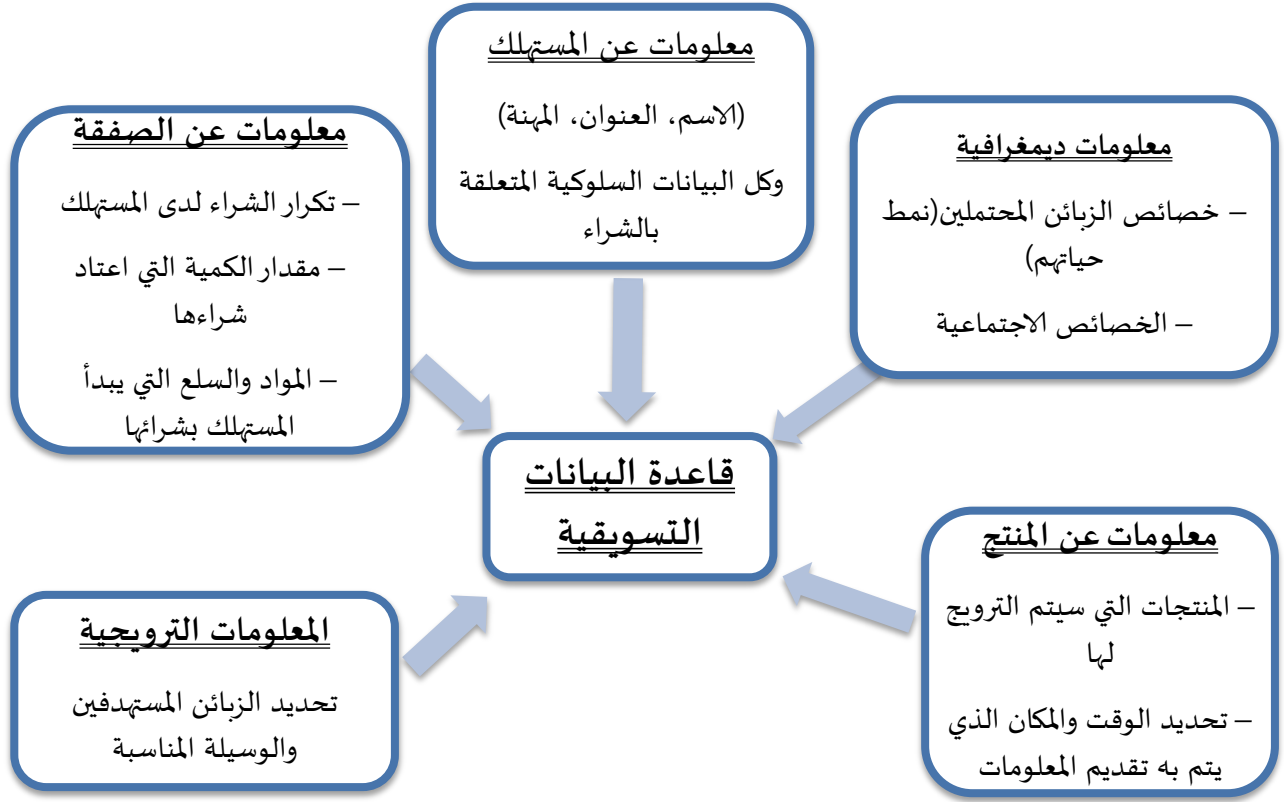 معلومات عن المستهلك
(الاسم، العنوان، المهنة)
وكل البيانات السلوكية المتعلقة
بالشراء
معلومات ديمغرافية
– خصائص الزبائن المحتملين(نمط
حياتهم)
– الخصائص الاجتماعية
معلومات عن الصفقة
– تكرار الشراء لدى المستهلك
– مقدار الكمية التي اعتاد
شراءها
– المواد والسلع التي يبدأ
المستهلك بشرائها
قاعدة البيانات
التسويقية
معلومات عن المنتج
– المنتجات التي سيتم الترويج
لها
– تحديد الوقت والمكان الذي
يتم به تقديم المعلومات
المعلومات الترويجية
تحديد الزبائن المستهدفين
والوسيلة المناسبة